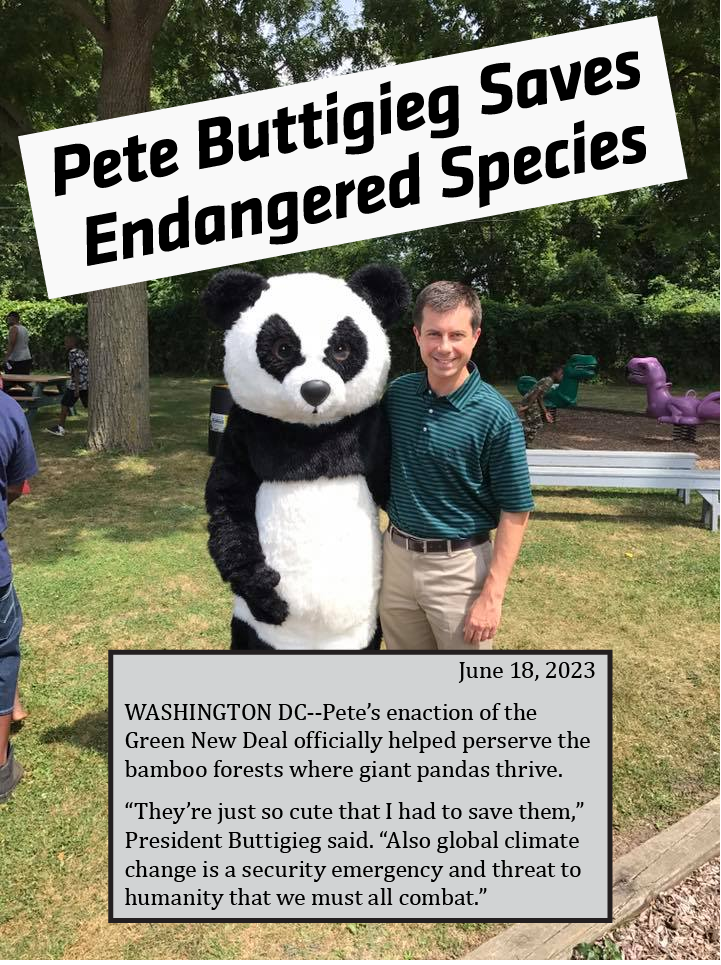 Pete Buttigieg Saves
Endangered Species
June 18, 2023
WASHINGTON DC--Pete’s enaction of the
Green New Deal officially helped perserve the
bamboo forests where giant pandas thrive.
“They’re just so cute that I had to save them,”
President Buttigieg said. “Also global climate
change is a security emergency and threat to
humanity that we must all combat.”